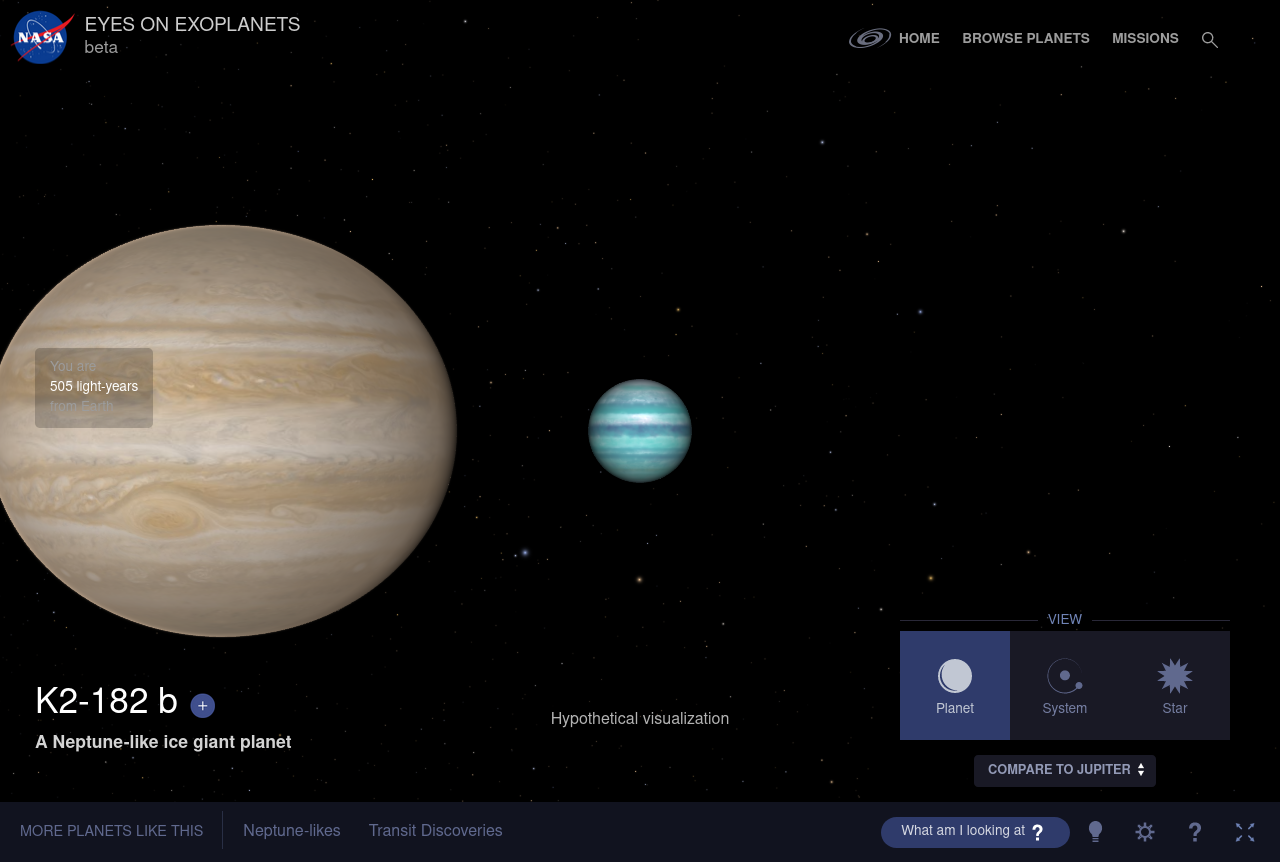 NASA
EYES ON EXOPLANETS
beta
HOME
BROWSE PLANETS
MISSIONS
You are
505 light-years
from Earth
K2-182 b +
A Neptune-like ice giant planet
Hypothetical visualization
VIEW
Planet
System
Star
COMPARE TO JUPITER
MORE PLANETS LIKE THIS
Neptune-likes
Transit Discoveries
What am I looking at ?
?